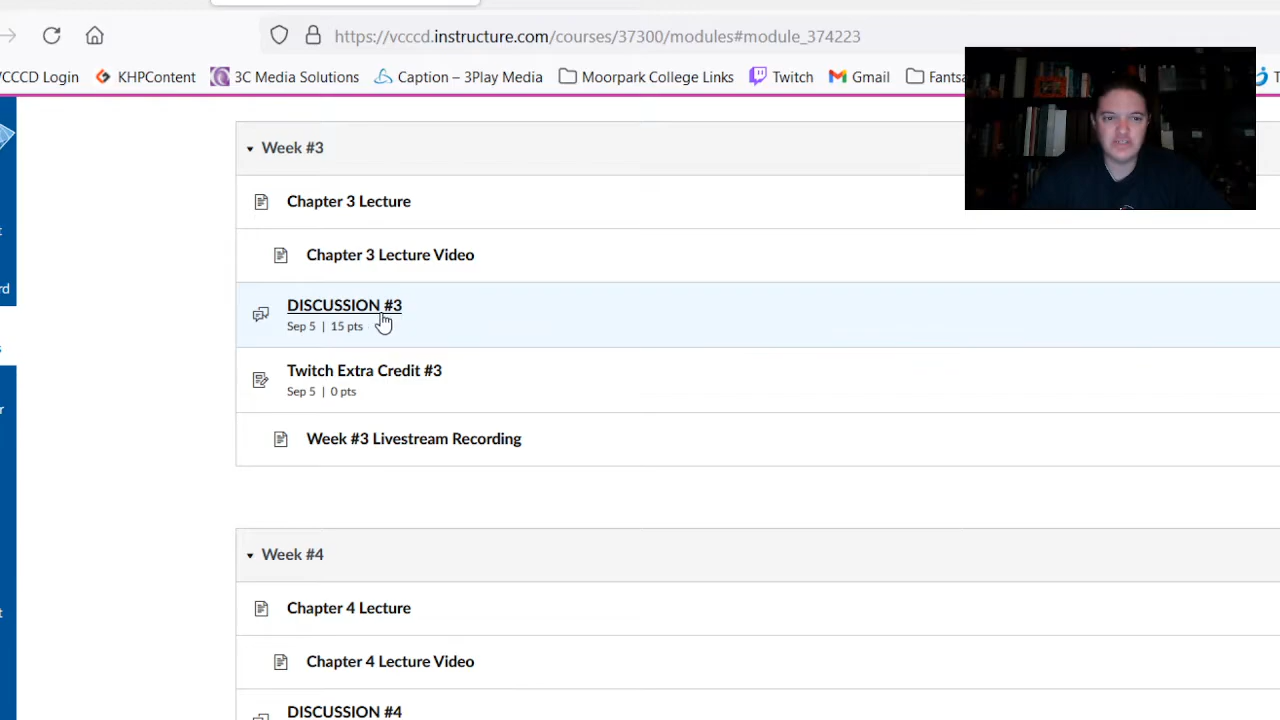 https://vcccd.instructure.com/courses/37300/modules#module_374223
VCCCD Login KHPContent 3C Media Solutions Caption – 3Play Media Moorpark College Links Twitch Gmail
Week #3
Chapter 3 Lecture
Chapter 3 Lecture Video
DISCUSSION #3
Sep 5 | 15 pts
Twitch Extra Credit #3
Sep 5 | 0 pts
Week #3 Livestream Recording
Week #4
Chapter 4 Lecture
Chapter 4 Lecture Video
DISCUSSION #4